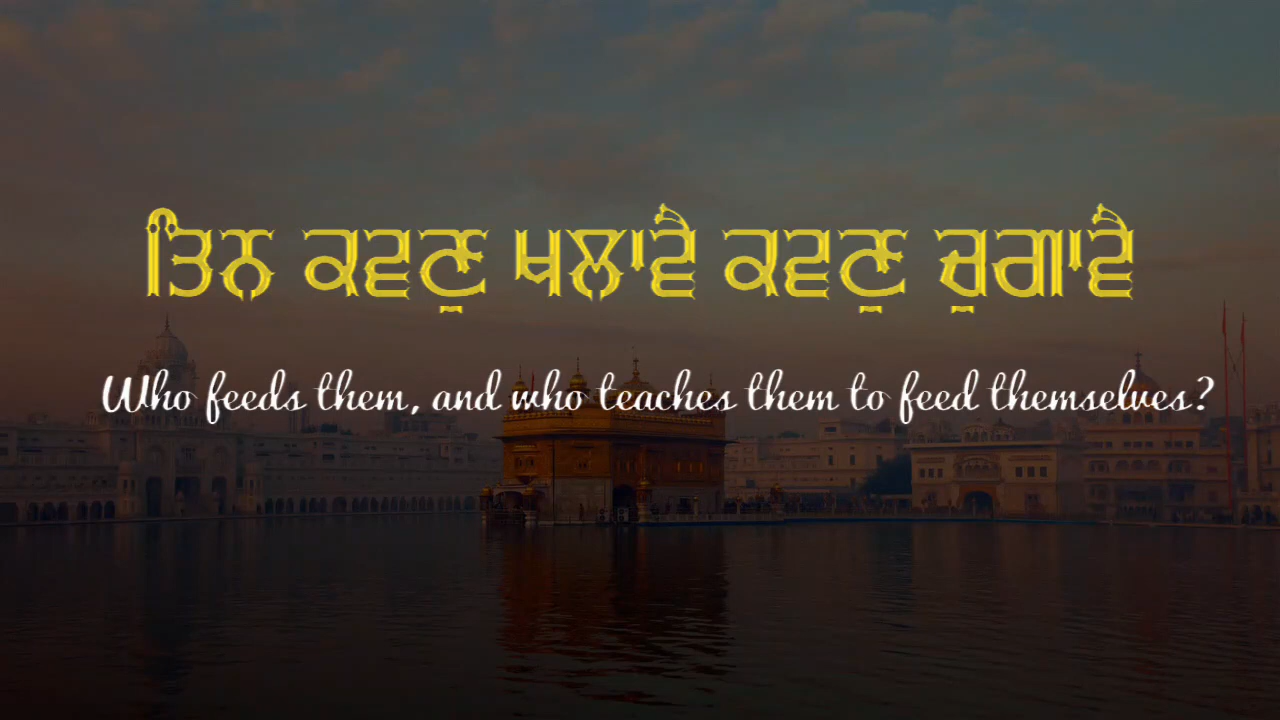 ਤਿਨ ਕਵਣੁ ਖਲਾਵੈ ਕਵਣੁ ਚੁਗਾਵੈ
Who feeds them, and who teaches them to feed themselves?